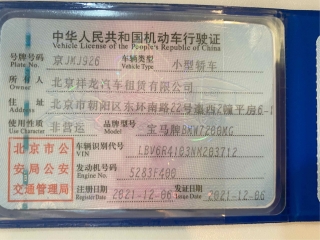 中华人民共和国机动车行驶证
Vehicle License of the People's Republic of China
号牌号码 京JKJ926 车辆类型 小型轿车
Plate No. Vehicle Type
所有人 北京祥龙汽车租赁有限公司
Owner
住址 北京市朝阳区东环南路22号
Address
使用性质 非营运 品牌型号 宝马牌
Use Character Model
北京市公
安局公安
交通管理局
车辆识别代号
VIN
发动机号码
Engine No.
注册日期 2021-12-06 发证日期 2021-12-06
Register Date Issue Date